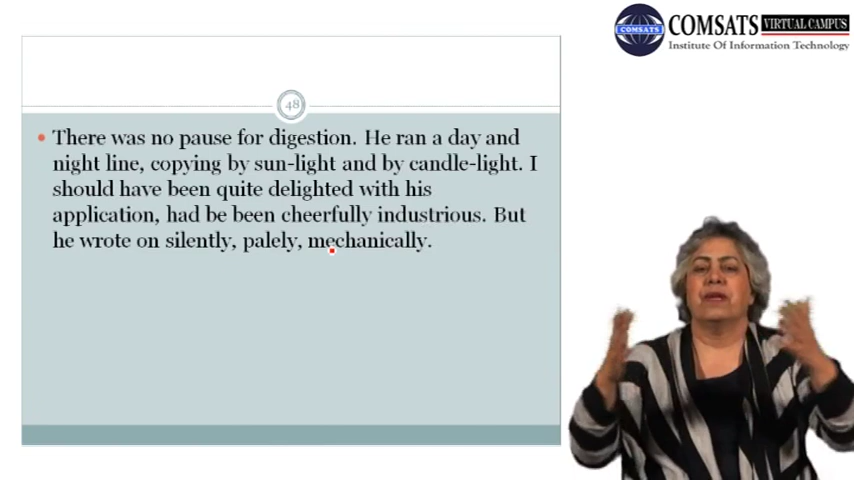 COMSATS VIRTUAL CAMPUS
COMSATS
Institute Of Information Technology
48
There was no pause for digestion. He ran a day and
night line, copying by sun-light and by candle-light. I
should have been quite delighted with his
application, had be been cheerfully industrious. But
he wrote on silently, palely, mechanically.